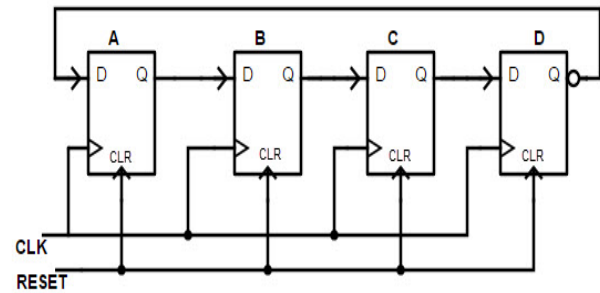 A B C D
D Q D Q D Q D Q
CLR CLR CLR CLR
CLK
RESET